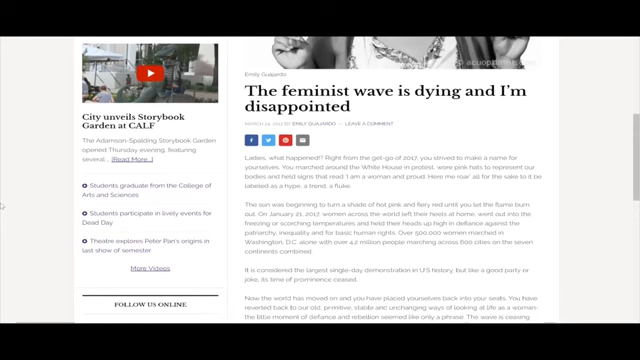 acuoptimist.com
Emily Guajardo
The feminist wave is dying and I'm
disappointed
BY EMILY GUAJARDO
LEAVE A COMMENT
Ladies, what happened!? Right from the get-go of 2017, you strived to make a name for
yourselves. You marched around the White House in protest, wore pink hats to represent our
bodies and held signs that read 'I am a woman and proud. Here me roar' all for the sake to it be
labeled as a hype, a trend, a fluke.
The sun was beginning to turn a shade of hot pink and fiery red until you let the flame burn
out. On January 21, 2017, women across the world left their heels at home, went out into the
freezing or scorching temperatures and held their heads up high in defiance against the
patriarchy, inequality and for basic human rights. Over 500,000 women marched in
Washington, D.C. alone with over 4.2 million people marching across 600 cities on the seven
continents combined.
It is considered the largest single-day demonstration in U.S history, but like a good party or
joke, its time of prominence ceased.
Now the world has moved on and you have placed yourselves back into your seats. You have
reverted back to our old, primitive, stable and unchanging ways of looking at life as a woman-
the little moment of defiance and rebellion seemed like only a phrase. The wave is ceasing
City unveils Storybook
Garden at CALF
The Adamson-Spalding Storybook Garden
opened Thursday evening, featuring
several ... [Read More...]
Students graduate from the College of
Arts and Sciences
Students participate in lively events for
Dead Day
Theatre explores Peter Pan's origins in
last show of semester
More Videos
FOLLOW US ONLINE